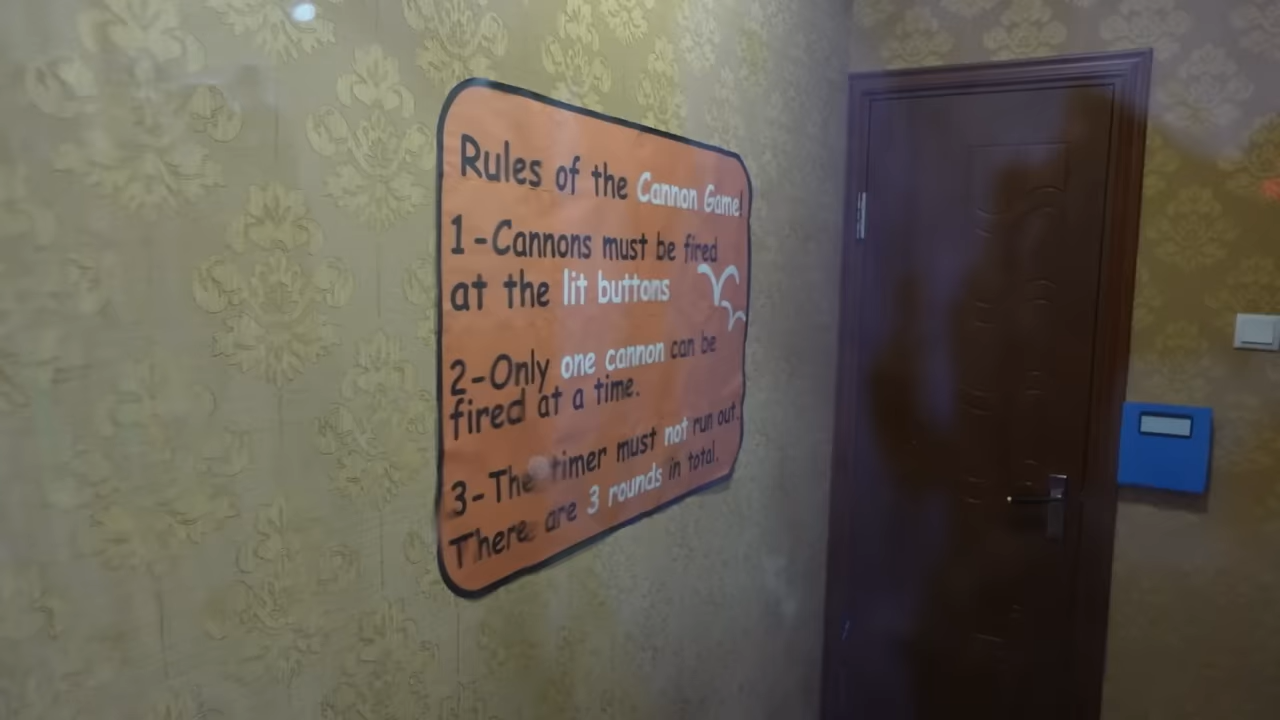 Rules of the Cannon Game!
1-Cannons must be fired
at the lit buttons
2-Only one cannon can be
fired at a time.
3-The timer must not run out.
There are 3 rounds in total.